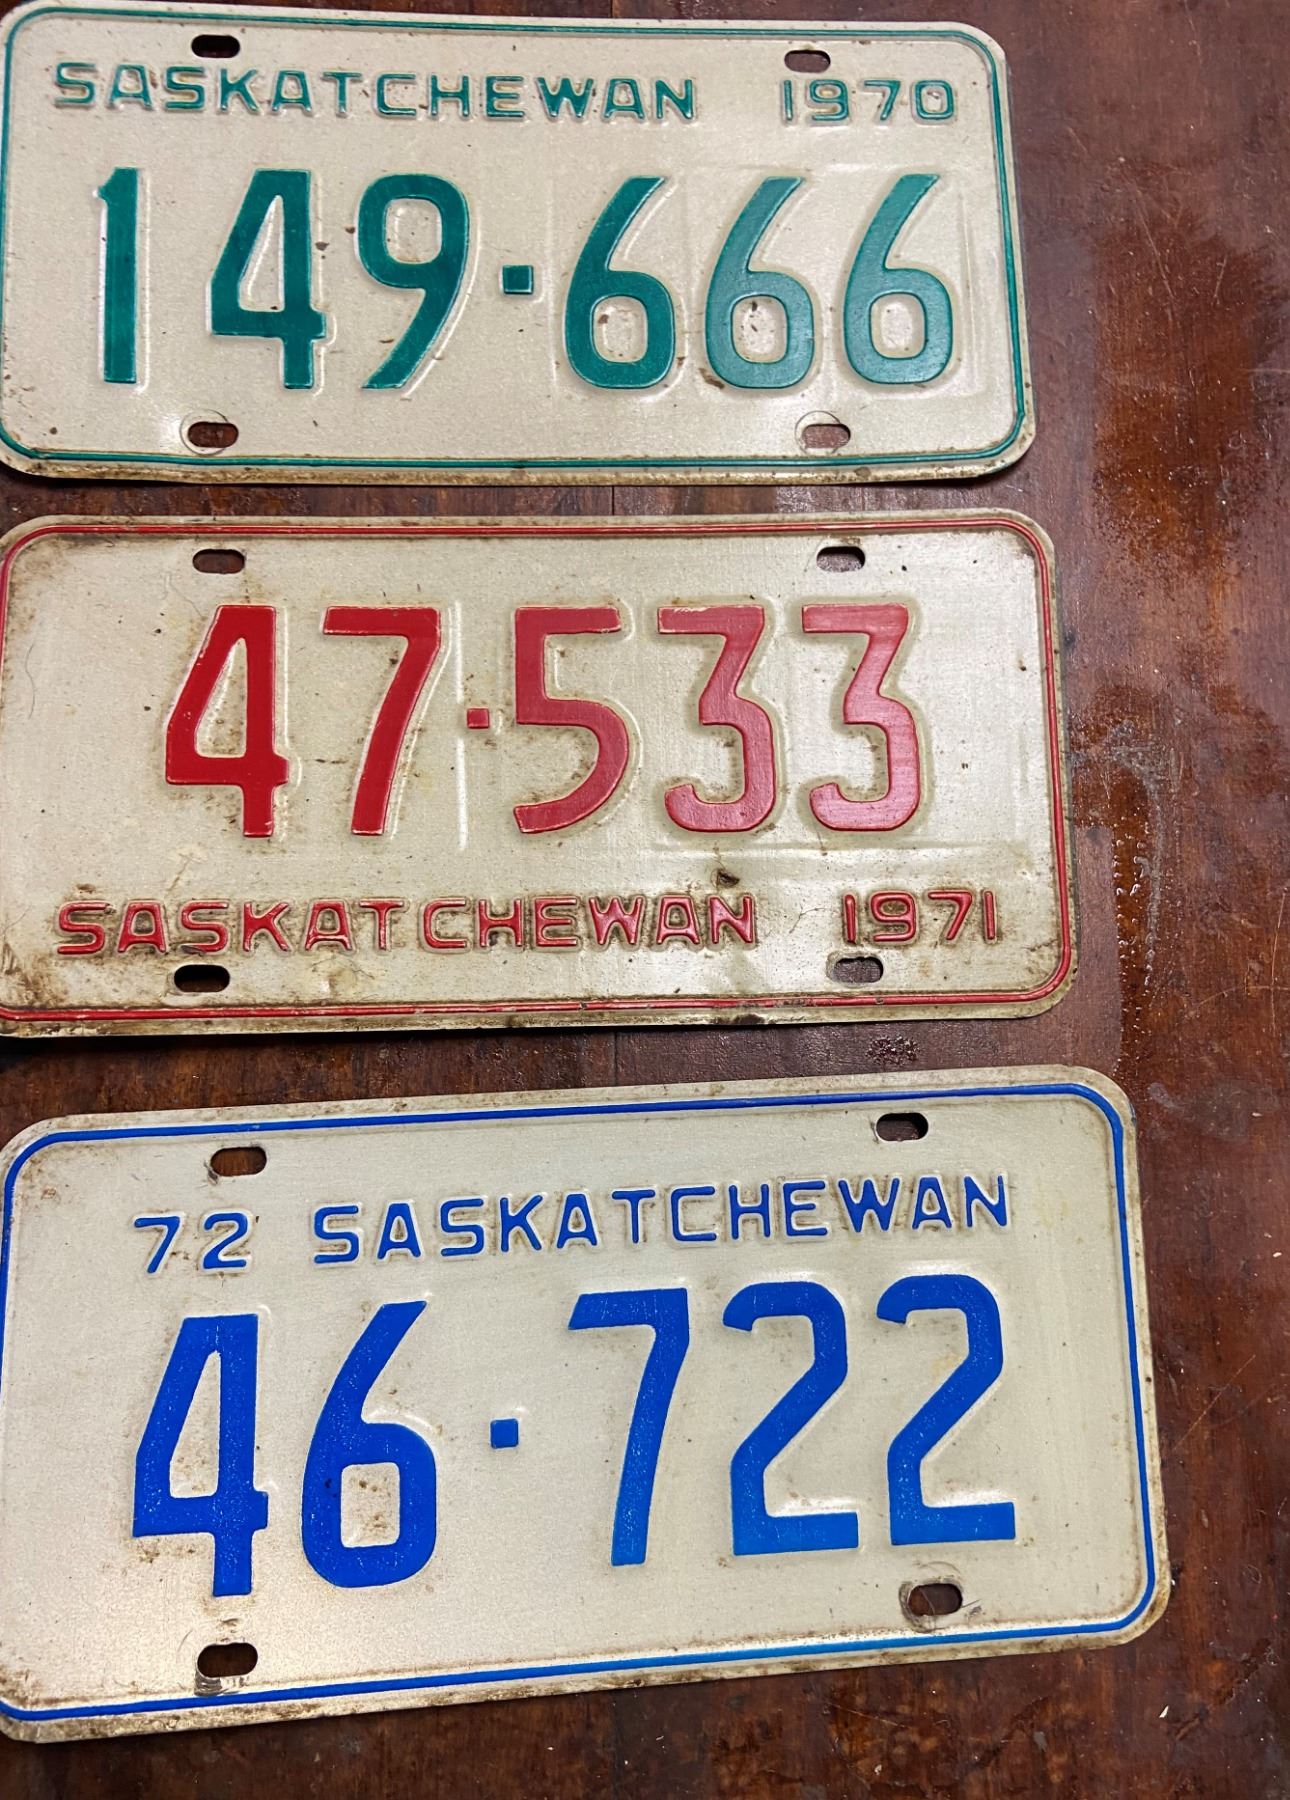 SASKATCHEWAN 1970
149·666
47·533
SASKATCHEWAN 1971
72 SASKATCHEWAN
46·722